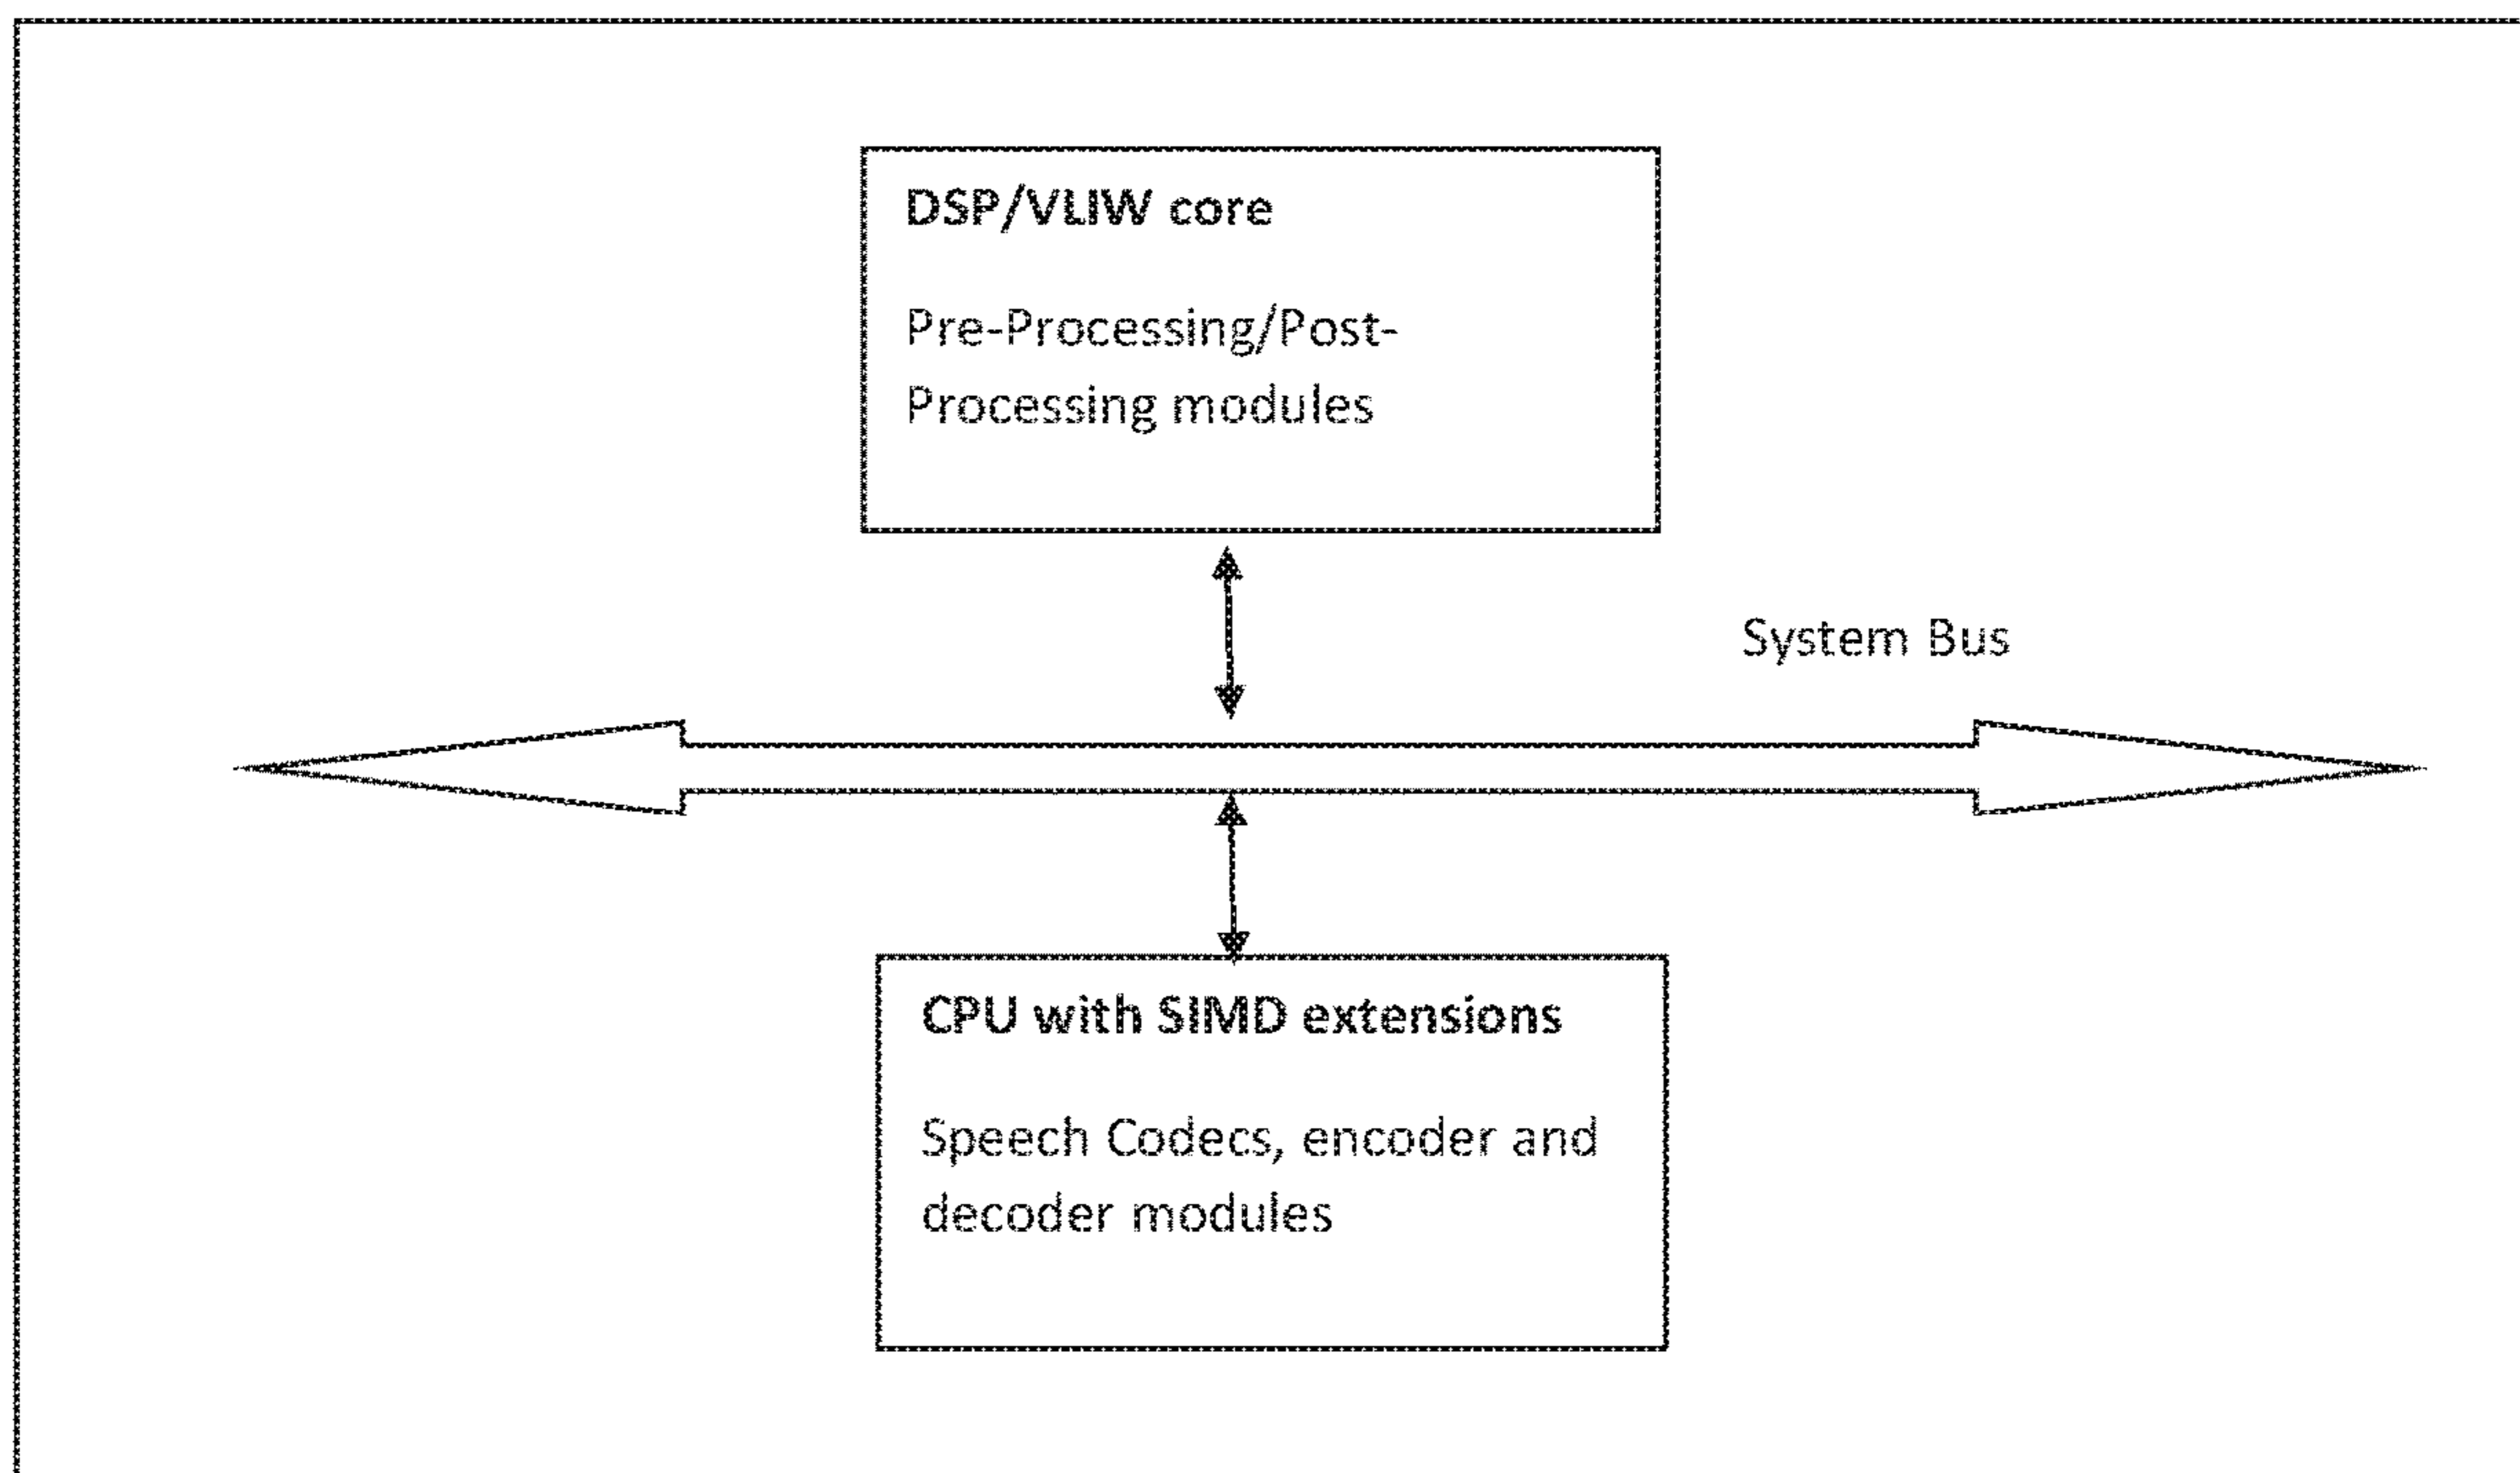 DSP/VLIW core
Pre-Processing/Post-
Processing modules
System Bus
CPU with SIMD extensions
Speech Codecs, encoder and
decoder modules